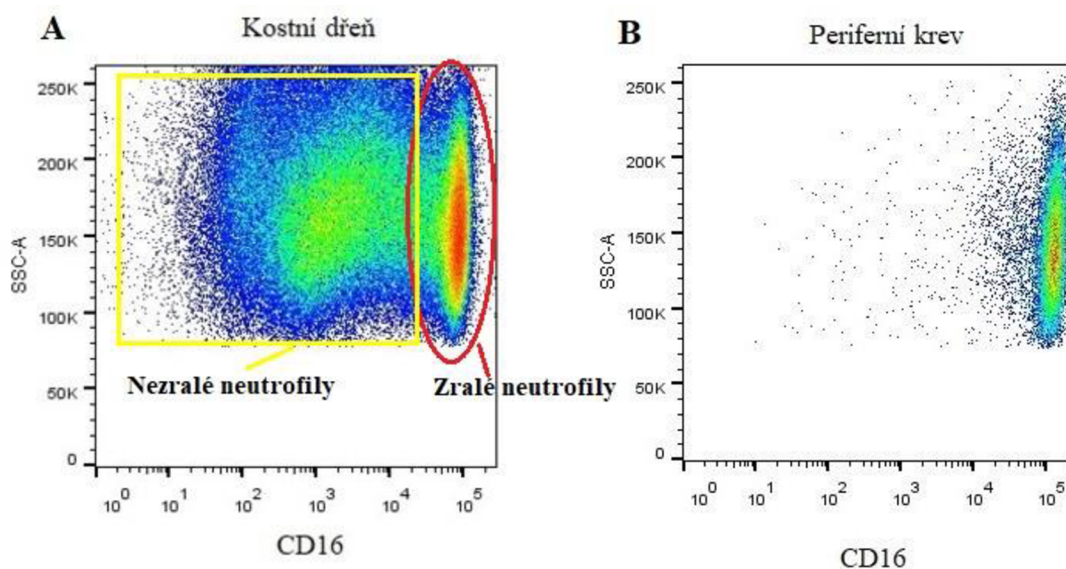 A
Kostní dřeň
250K
200K
150K
100K
50K
0
SSC-A
10^0 10^1 10^2 10^3 10^4 10^5
CD16
Nezralé neutrofily
Zralé neutrofily
B
Periferní krev
250K
200K
150K
100K
50K
0
SSC-A
10^0 10^1 10^2 10^3 10^4 10^5
CD16